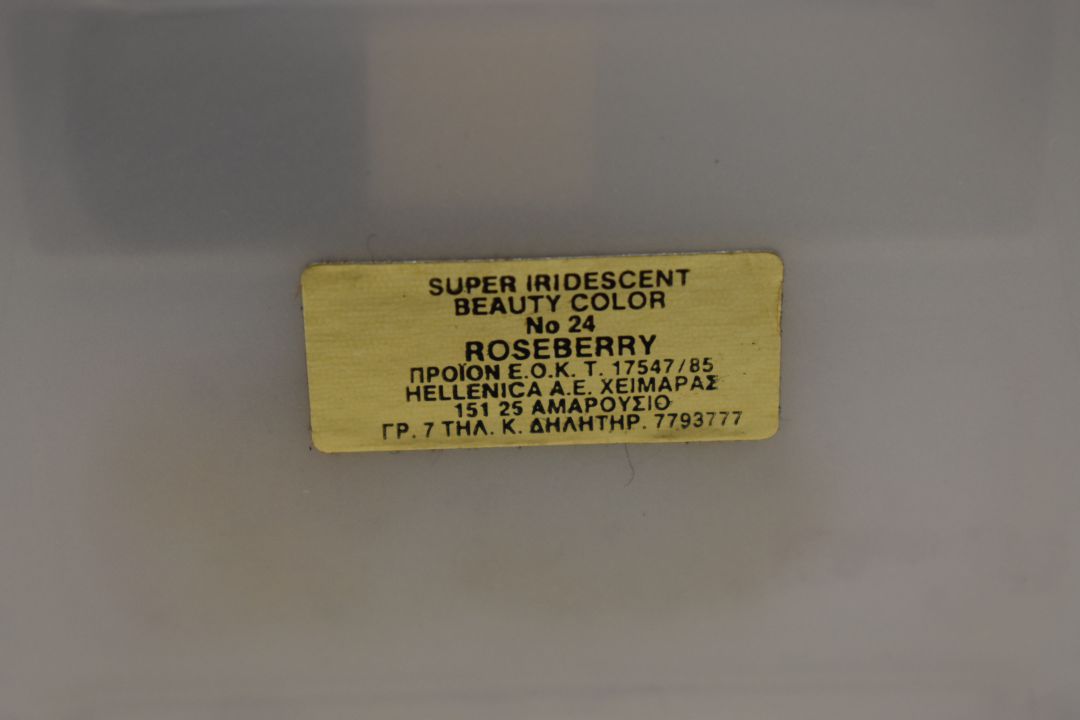 SUPER IRIDESCENT
BEAUTY COLOR
No 24
ROSEBERRY
ΠΡΟΪΟΝ Ε.Ο.Κ. Τ. 17547/85
HELLENICA A.E. ΧΕΙΜΑΡΑΣ
151 25 ΑΜΑΡΟΥΣΙΟ
ΓΡ. 7 ΤΗΛ. Κ. ΔΗΛΗΤΗΡ. 7793777